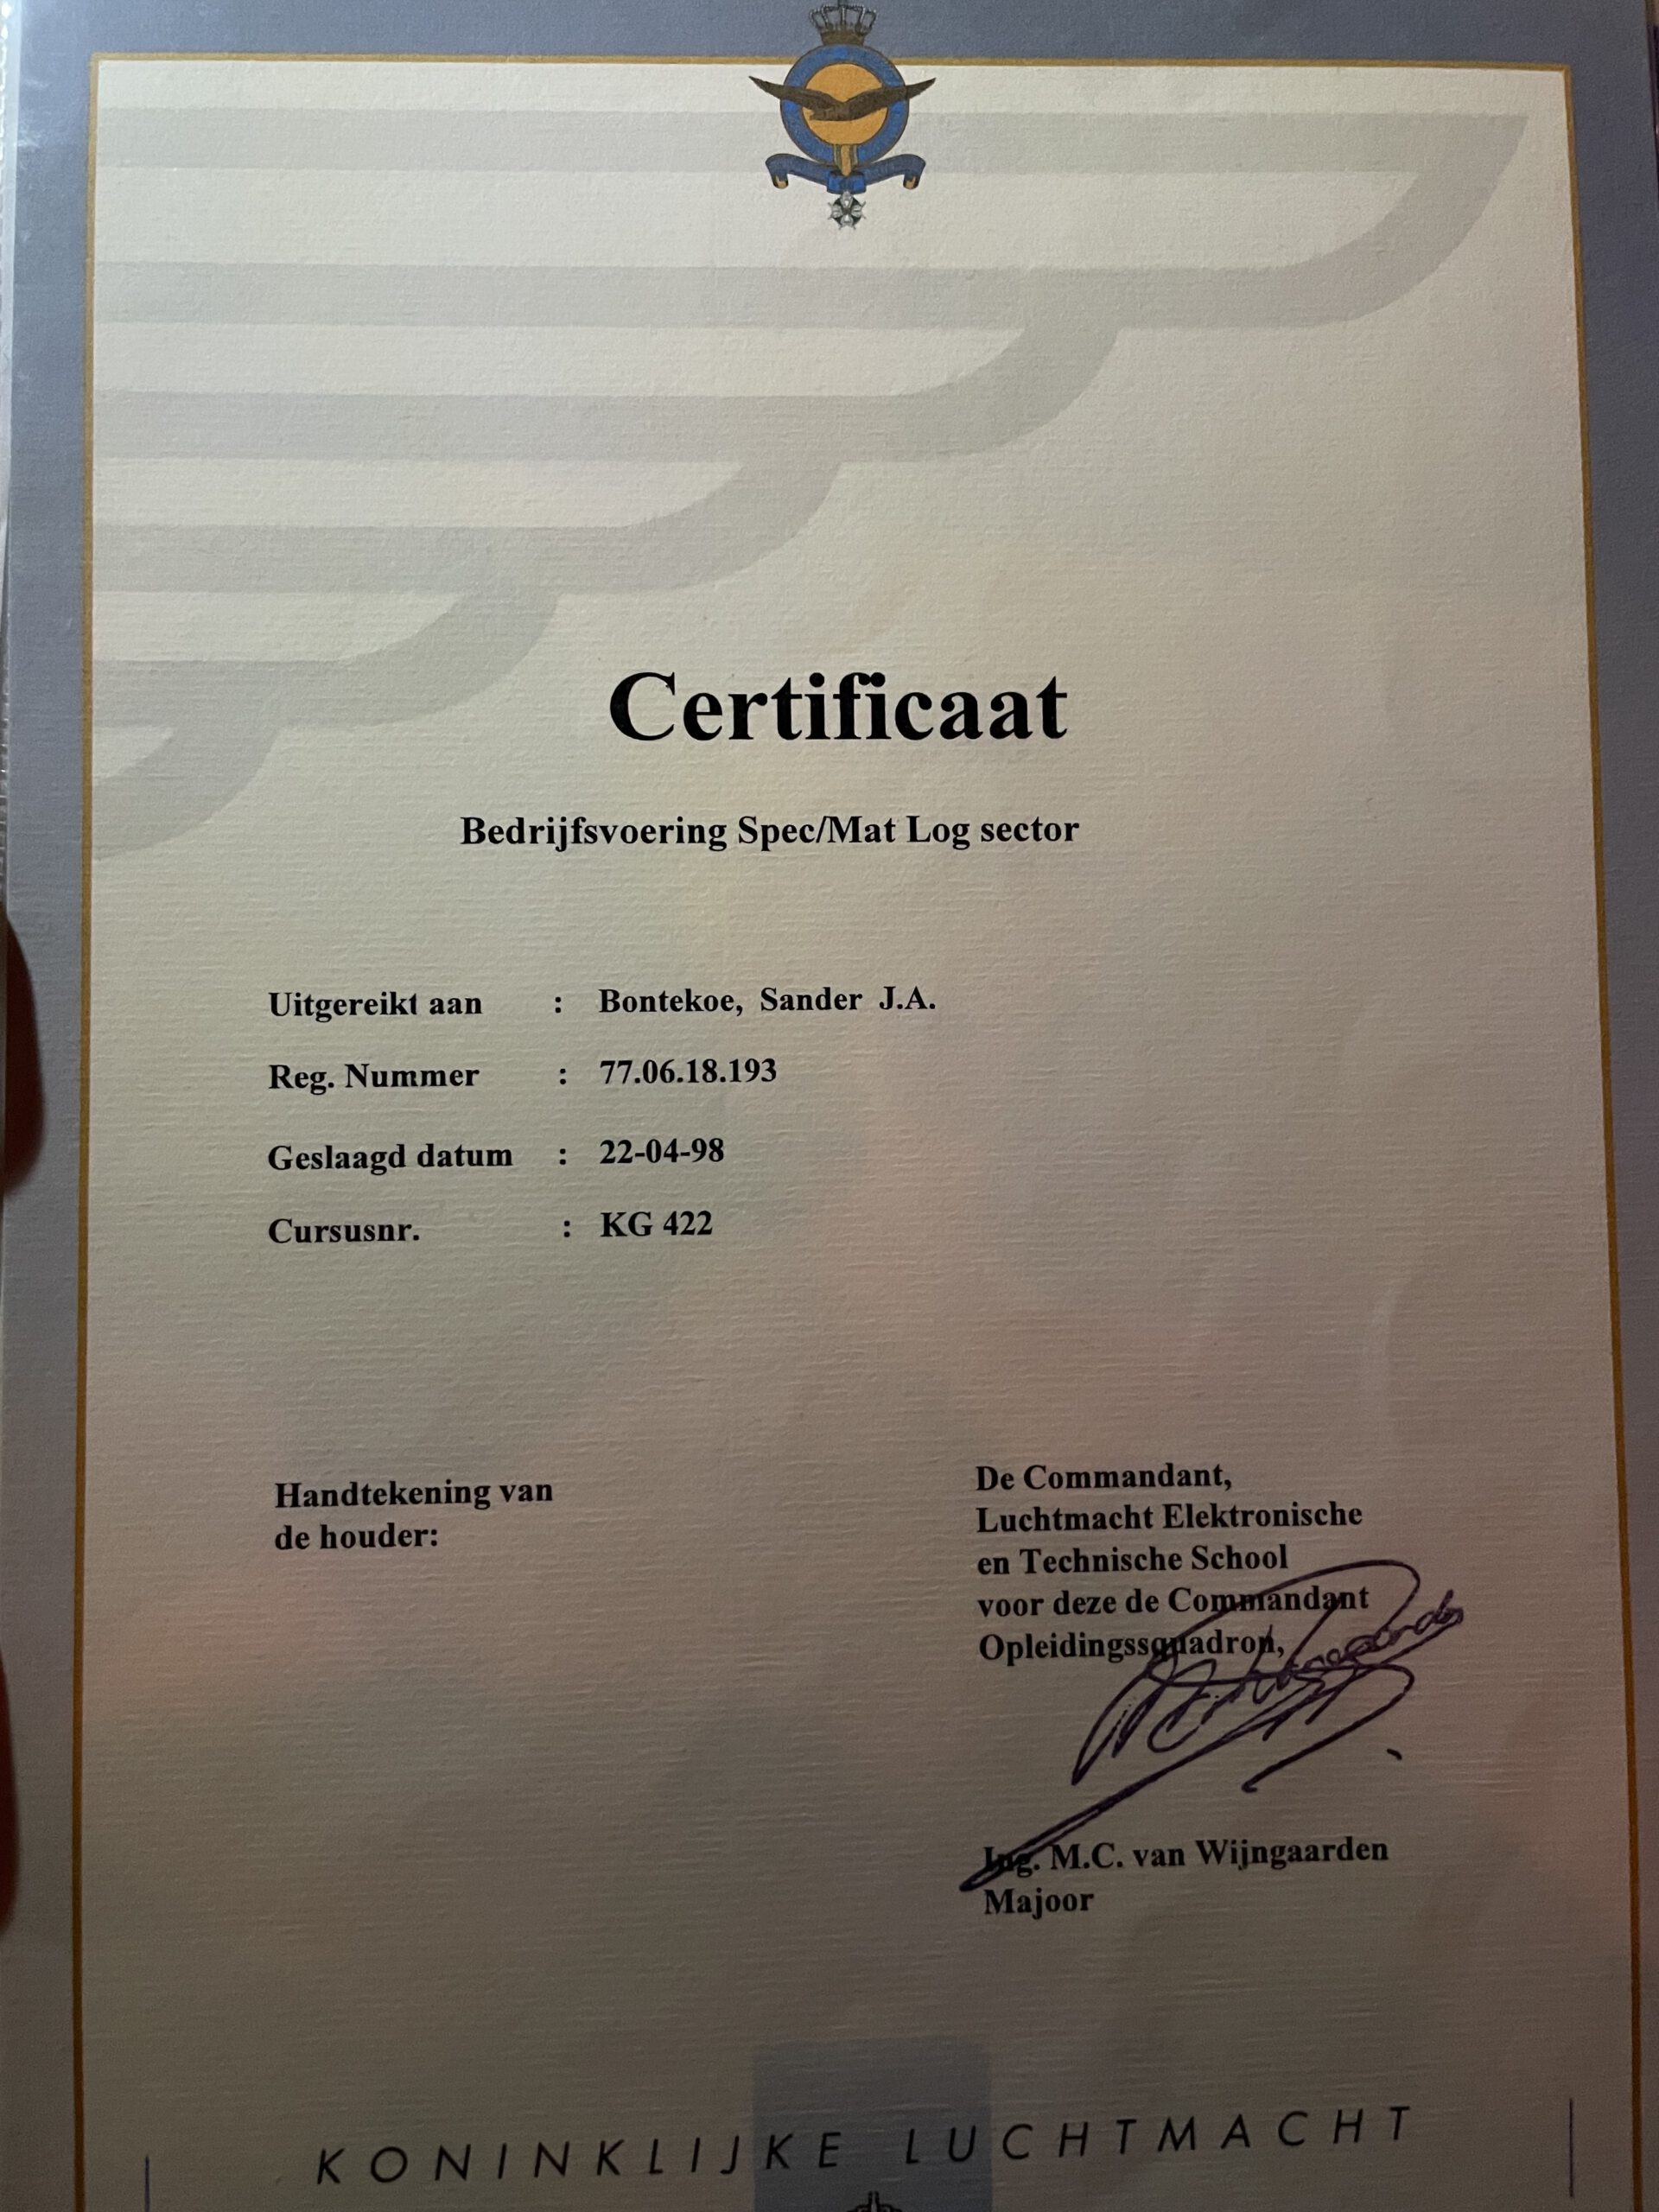 Certificaat
Bedrijfsvoering Spec/Mat Log sector
Uitgereikt aan : Bontekoe, Sander J.A.
Reg. Nummer : 77.06.18.193
Geslaagd datum : 22-04-98
Cursusnr. : KG 422
Handtekening van
de houder:
De Commandant,
Luchtmacht Elektronische
en Technische School
voor deze de Commandant
Opleidingssquadron,
Ing. M.C. van Wijngaarden
Majoor
KONINKLIJKE LUCHTMACHT